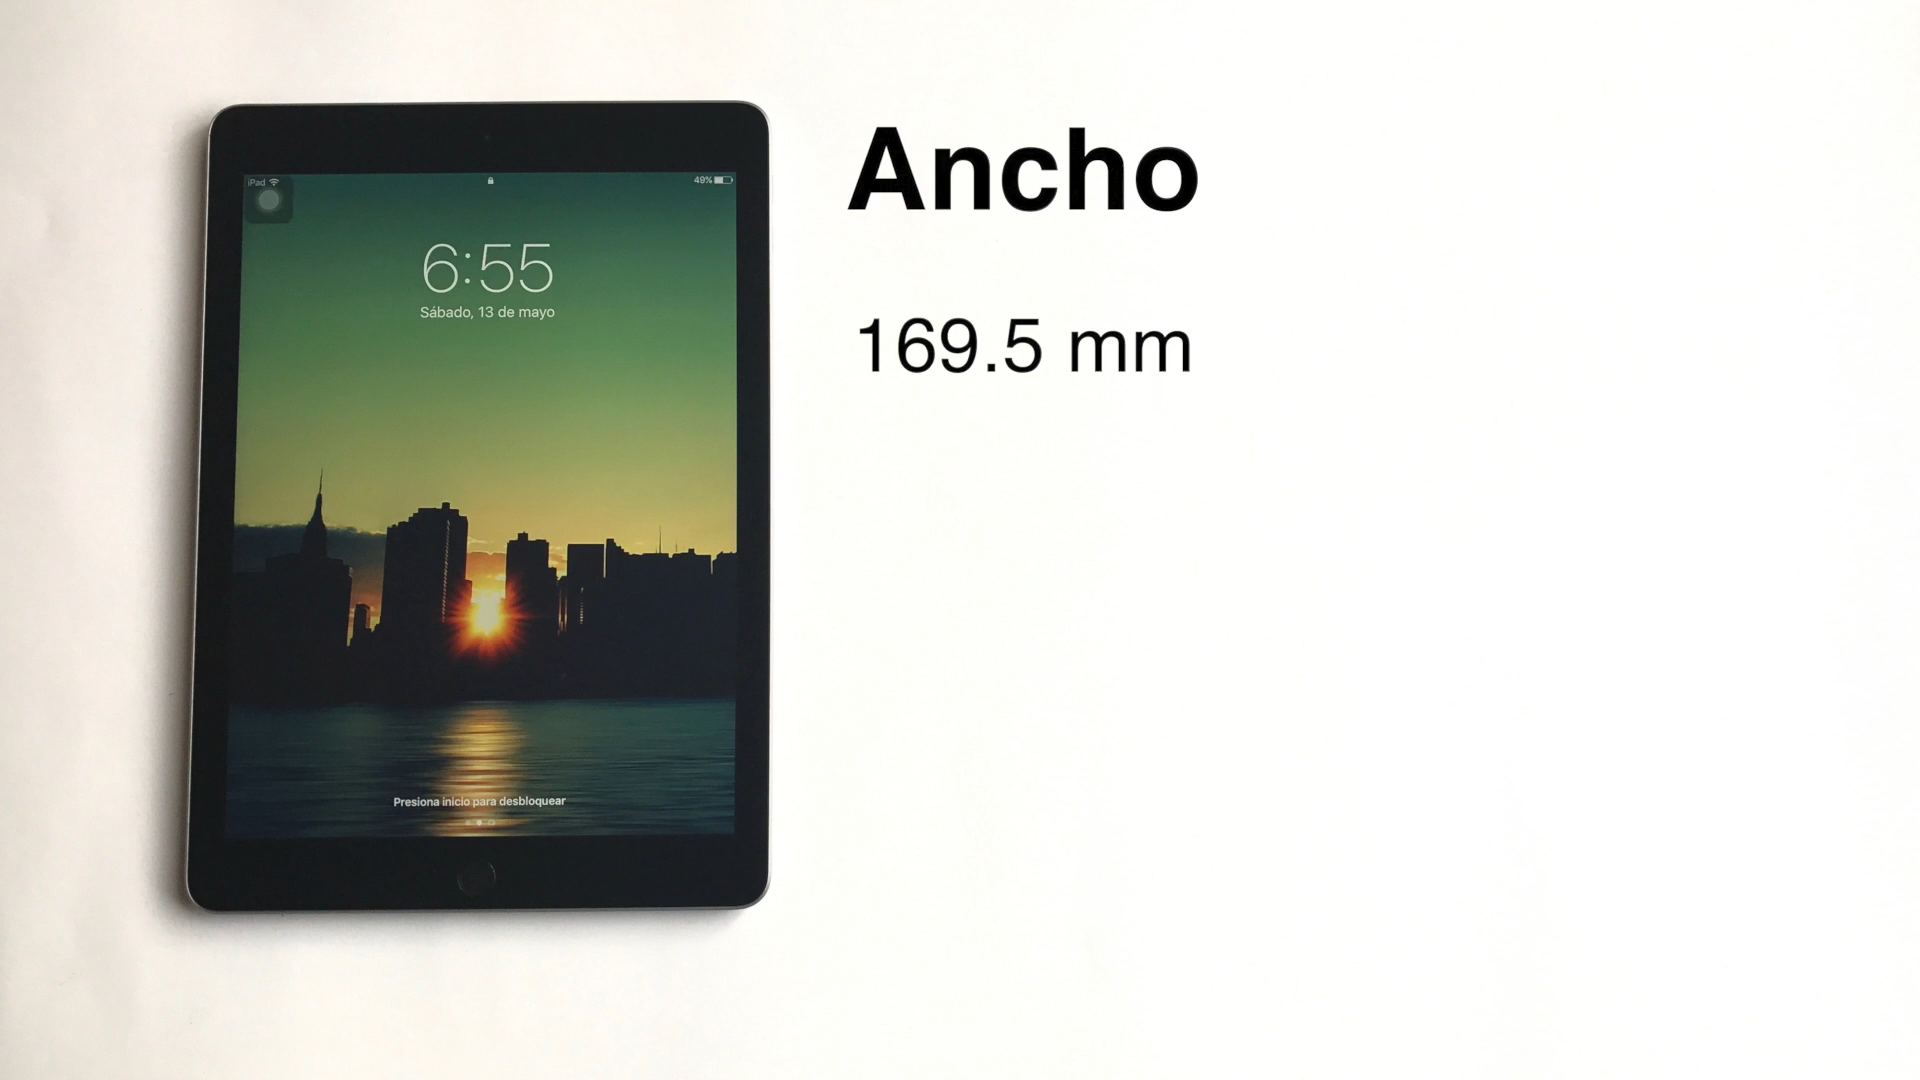 iPad 49%
6:55
Sábado, 13 de mayo
Presiona inicio para desbloquear
Ancho
169.5 mm